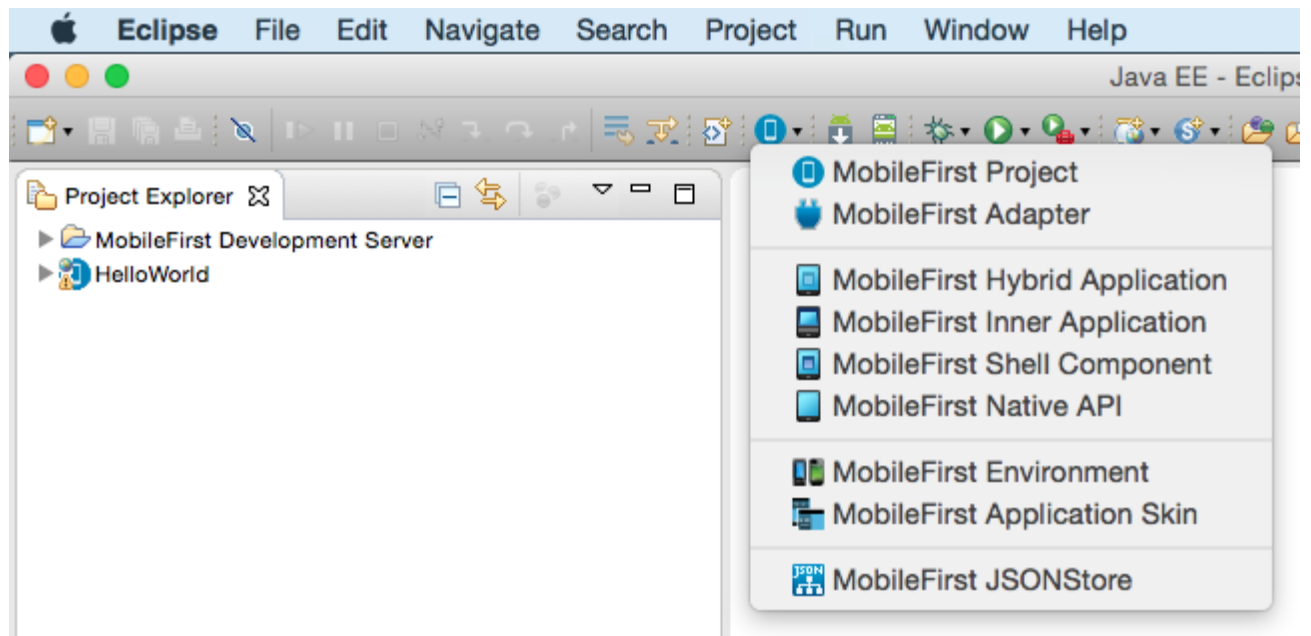 Eclipse File Edit Navigate Search Project Run Window Help
Java EE - Eclips
Project Explorer
MobileFirst Development Server
HelloWorld
MobileFirst Project
MobileFirst Adapter
MobileFirst Hybrid Application
MobileFirst Inner Application
MobileFirst Shell Component
MobileFirst Native API
MobileFirst Environment
MobileFirst Application Skin
JSON MobileFirst JSONStore